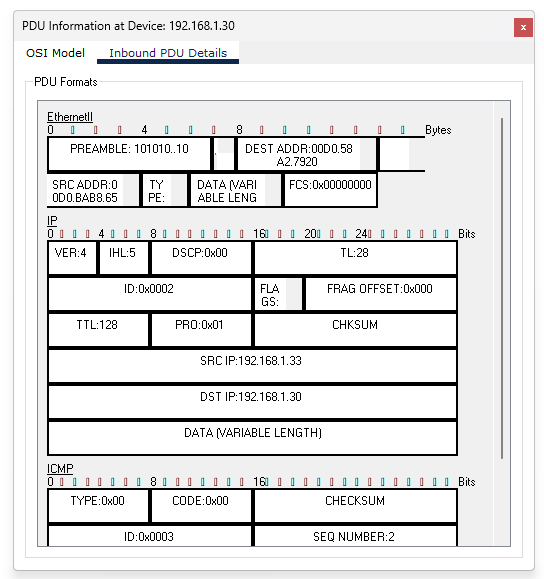 PDU Information at Device: 192.168.1.30
x
OSI Model Inbound PDU Details
PDU Formats
EthernetII
0 4 8 Bytes
PREAMBLE: 101010..10 DEST ADDR:00D0.58
A2.7920
SRC ADDR:0 TY DATA (VARI FCS:0x00000000
0D0.BAB8.65 PE: ABLE LENG
IP
0 4 8 16 20 24 Bits
VER:4 IHL:5 DSCP:0x00 TL:28
ID:0x0002 FLA FRAG OFFSET:0x000
GS:
TTL:128 PRO:0x01 CHKSUM
SRC IP:192.168.1.33
DST IP:192.168.1.30
DATA (VARIABLE LENGTH)
ICMP
0 8 16 Bits
TYPE:0x00 CODE:0x00 CHECKSUM
ID:0x0003 SEQ NUMBER:2